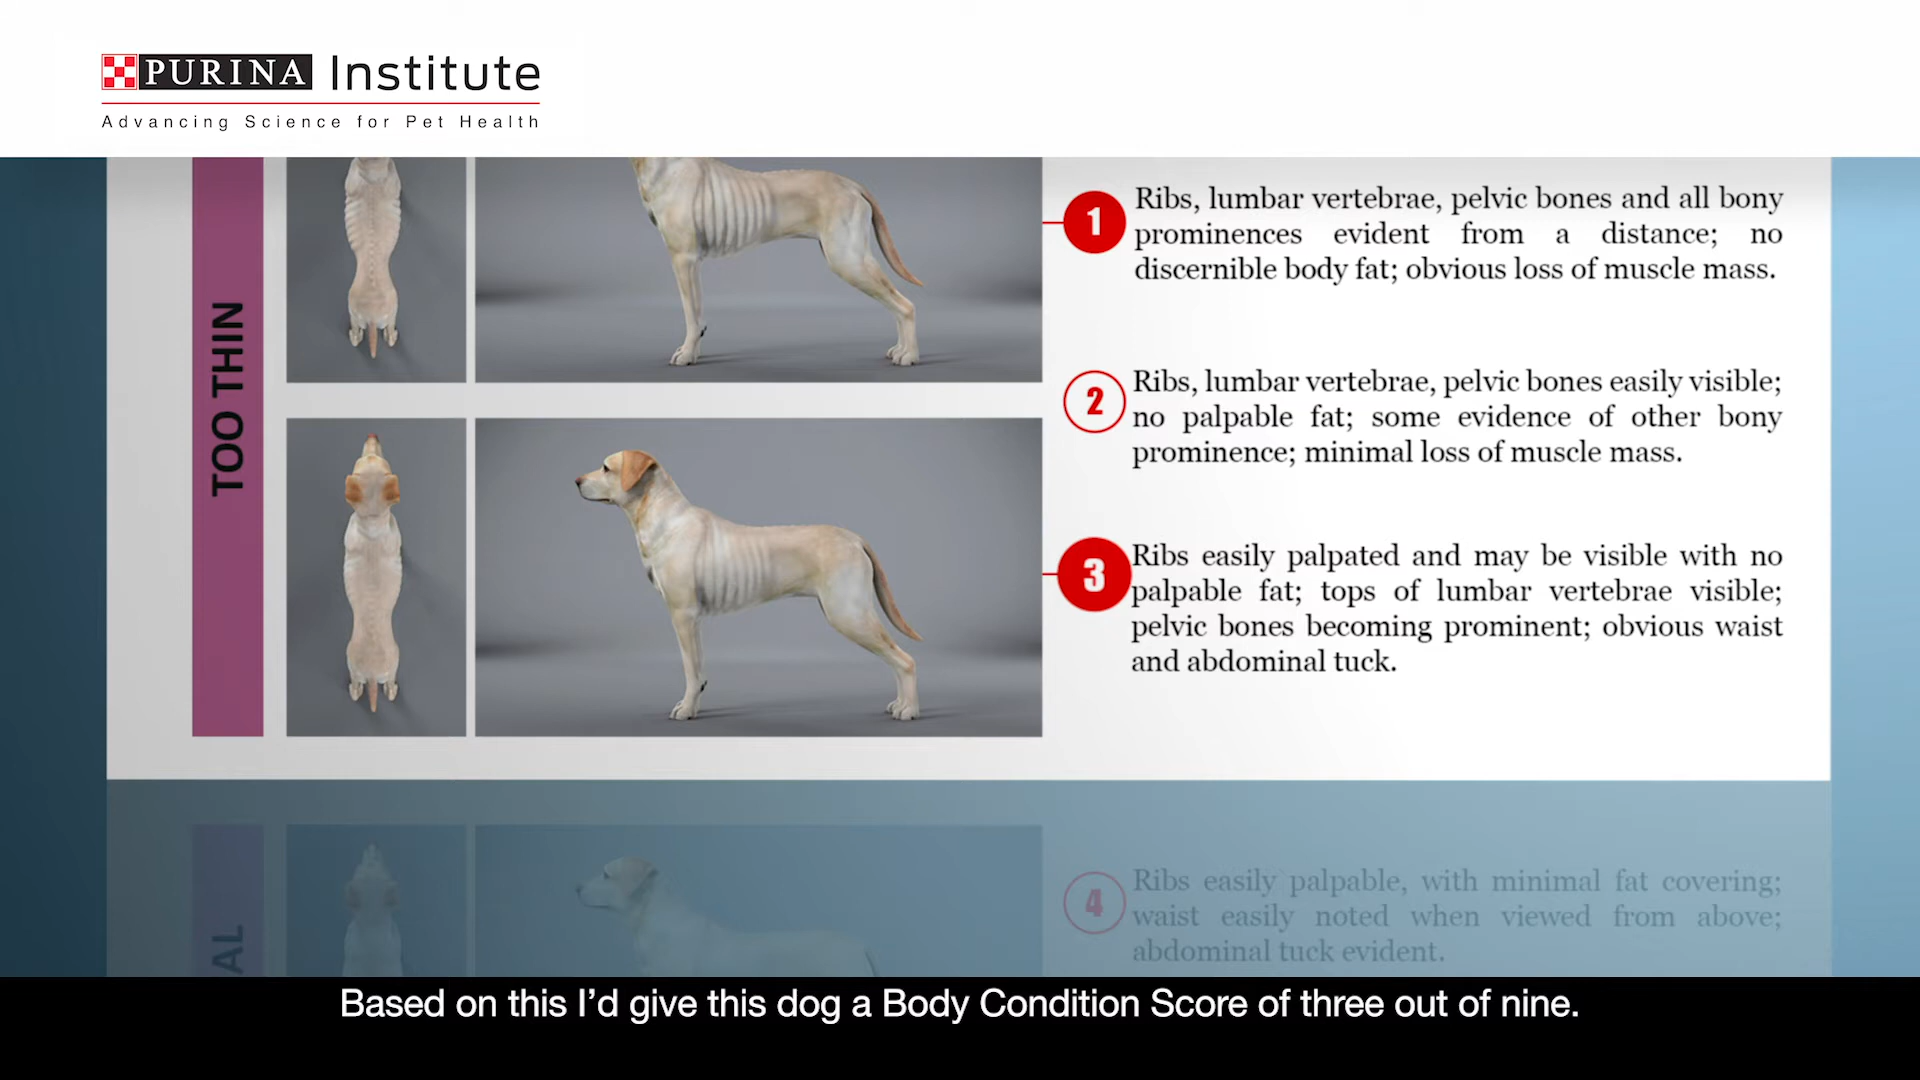 PURINA Institute
Advancing Science for Pet Health
TOO THIN
1
Ribs, lumbar vertebrae, pelvic bones and all bony
prominences evident from a distance; no
discernible body fat; obvious loss of muscle mass.
2
Ribs, lumbar vertebrae, pelvic bones easily visible;
no palpable fat; some evidence of other bony
prominence; minimal loss of muscle mass.
3
Ribs easily palpated and may be visible with no
palpable fat; tops of lumbar vertebrae visible;
pelvic bones becoming prominent; obvious waist
and abdominal tuck.
AL
4
Ribs easily palpable, with minimal fat covering;
waist easily noted when viewed from above;
abdominal tuck evident.
Based on this I’d give this dog a Body Condition Score of three out of nine.